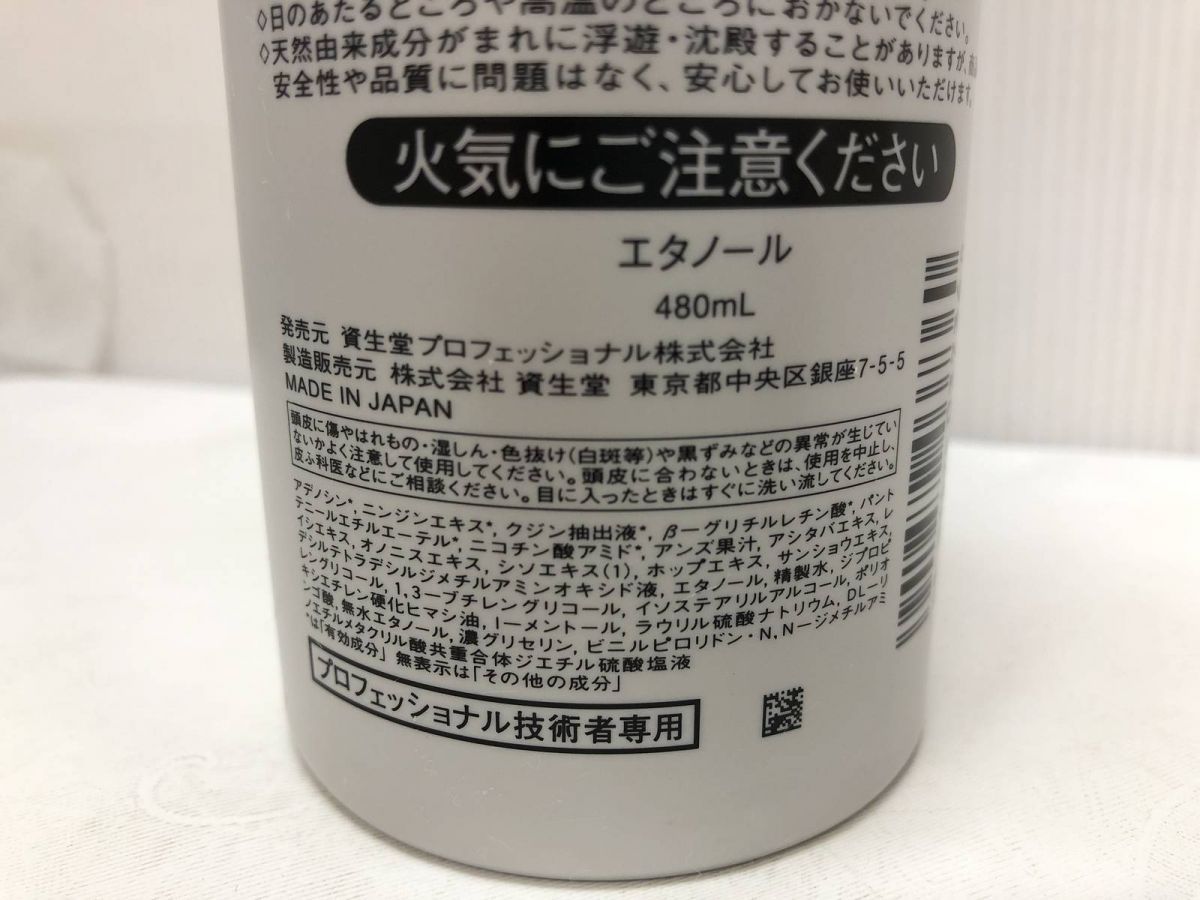 ◇日のあたるところや高温のところにおかないでください。
◇天然由来成分がまれに浮遊・沈殿することがありますが、
安全性や品質に問題はなく、安心してお使いいただけます。
火気にご注意ください
エタノール
480mL
発売元 資生堂プロフェッショナル株式会社
製造販売元 株式会社 資生堂 東京都中央区銀座7-5-5
MADE IN JAPAN
頭皮に傷やはれもの・湿しん・色抜け(白斑等)や黒ずみなどの異常が生じてい
ないかよく注意して使用してください。頭皮に合わないときは、使用を中止し、
皮ふ科医などにご相談ください。目に入ったときはすぐに洗い流してください。
アデノシン*, ニンジンエキス*, クジン抽出液*, β-グリチルレチン酸*, パント
テニールエチルエーテル*, ニコチン酸アミド*, アンズ果汁, アシタバエキス, レ
イシエキス, オノニスエキス, シソエキス(1), ホップエキス, サンショウエキス,
デシルテトラデシルジメチルアミンオキシド液, エタノール, 精製水, ジプロピ
レングリコール, 1,3-ブチレングリコール, イソステアリルアルコール, ポリオ
キシエチレン硬化ヒマシ油, l-メントール, ラウリル硫酸ナトリウム, DL-リ
ンゴ酸, 無水エタノール, 濃グリセリン, ビニルピロリドン・N,N-ジメチルアミ
ノエチルメタクリル酸共重合体ジエチル硫酸塩液
*は「有効成分」 無表示は「その他の成分」
プロフェッショナル技術者専用